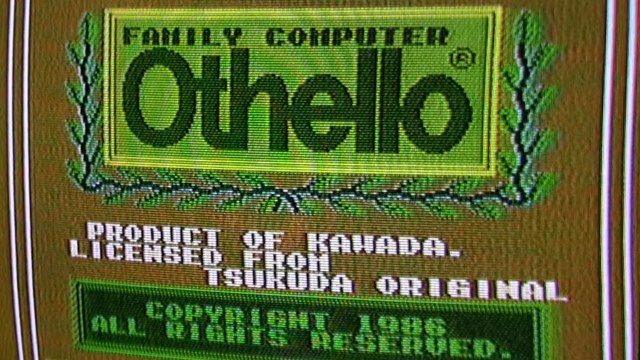 FAMILY COMPUTER
Othello®
PRODUCT OF KAWADA.
LICENSED FROM
TSUKUDA ORIGINAL
COPYRIGHT 1986
ALL RIGHTS RESERVED.